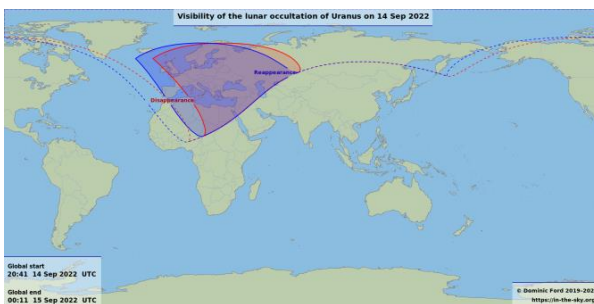 Visibility of the lunar occultation of Uranus on 14 Sep 2022
Reappearance
Disappearance
Global start
20:41 14 Sep 2022 UTC
Global end
00:11 15 Sep 2022 UTC
© Dominic Ford 2019–202
https://in-the-sky.org